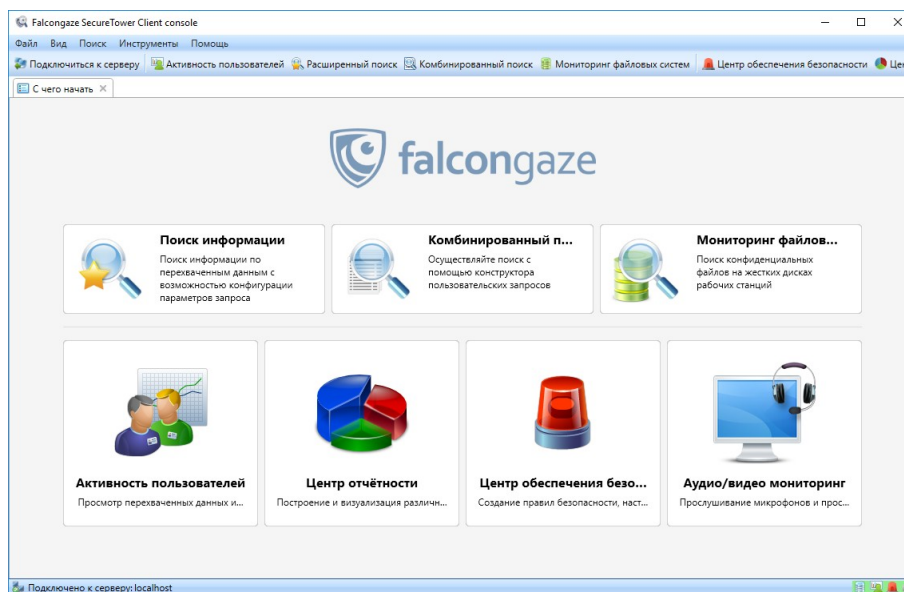 Falcongaze SecureTower Client console
Файл Вид Поиск Инструменты Помощь
Подключиться к серверу Активность пользователей Расширенный поиск Комбинированный поиск Мониторинг файловых систем Центр обеспечения безопасности Це
С чего начать
falcongaze
Поиск информации
Поиск информации по
перехваченным данным с
возможностью конфигурации
параметров запроса
Комбинированный п...
Осуществляйте поиск с
помощью конструктора
пользовательских запросов
Мониторинг файлов...
Поиск конфиденциальных
файлов на жестких дисках
рабочих станций
Активность пользователей
Просмотр перехваченных данных и...
Центр отчётности
Построение и визуализация различн...
Центр обеспечения безо...
Создание правил безопасности, наст...
Аудио/видео мониторинг
Прослушивание микрофонов и прос...
Подключено к серверу: localhost